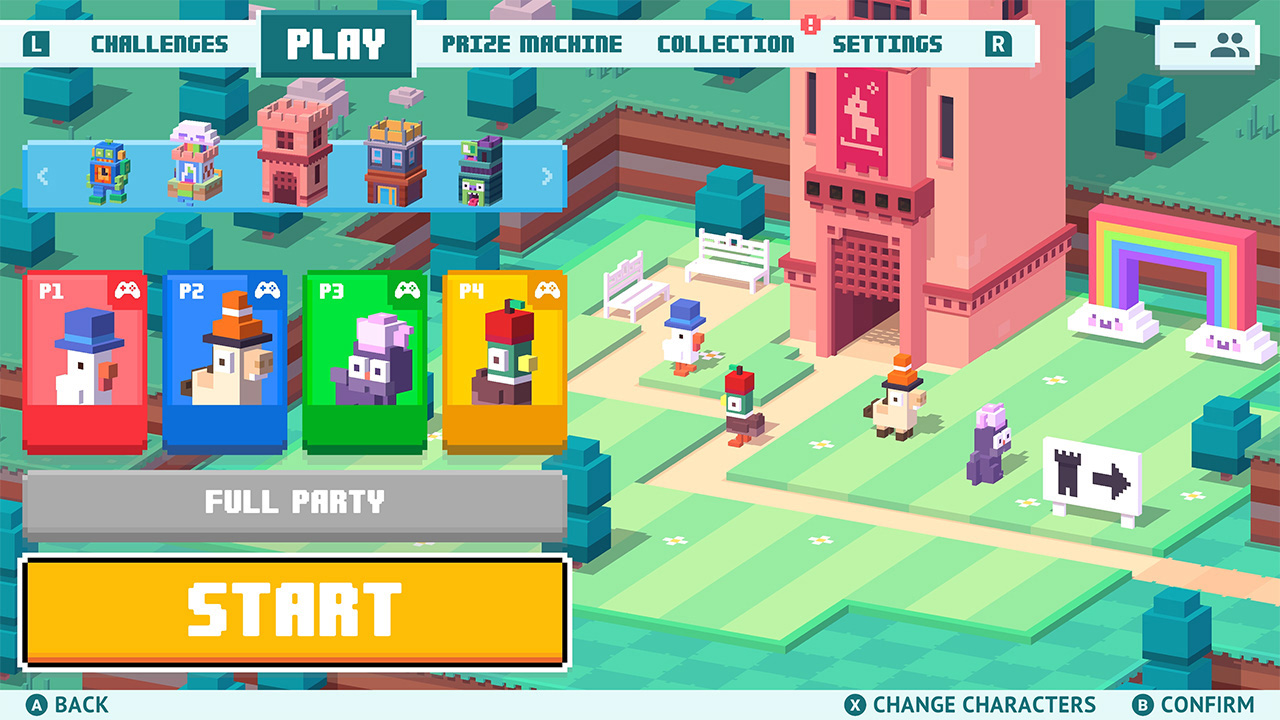 L CHALLENGES PLAY PRIZE MACHINE COLLECTION ! SETTINGS R
P1 P2 P3 P4
FULL PARTY
START
A BACK X CHANGE CHARACTERS B CONFIRM